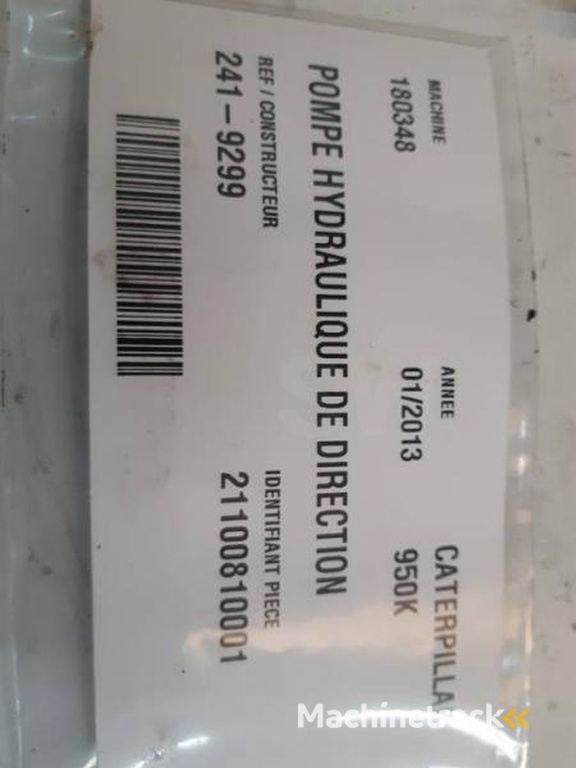 MACHINE ANNEE CATERPILLA
180348 01/2013 950K
POMPE HYDRAULIQUE DE DIRECTION
REF / CONSTRUCTEUR IDENTIFIANT PIECE
241-9299 21100810001
Machinetrack